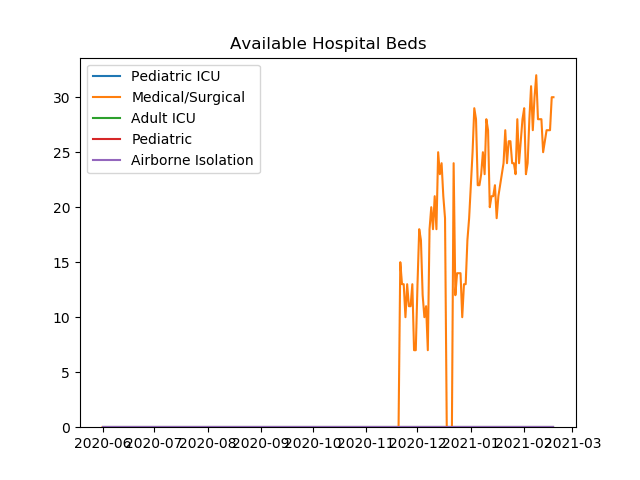 Available Hospital Beds
Pediatric ICU
Medical/Surgical
Adult ICU
Pediatric
Airborne Isolation
30
25
20
15
10
5
0
2020-06 2020-07 2020-08 2020-09 2020-10 2020-11 2020-12 2021-01 2021-02 2021-03